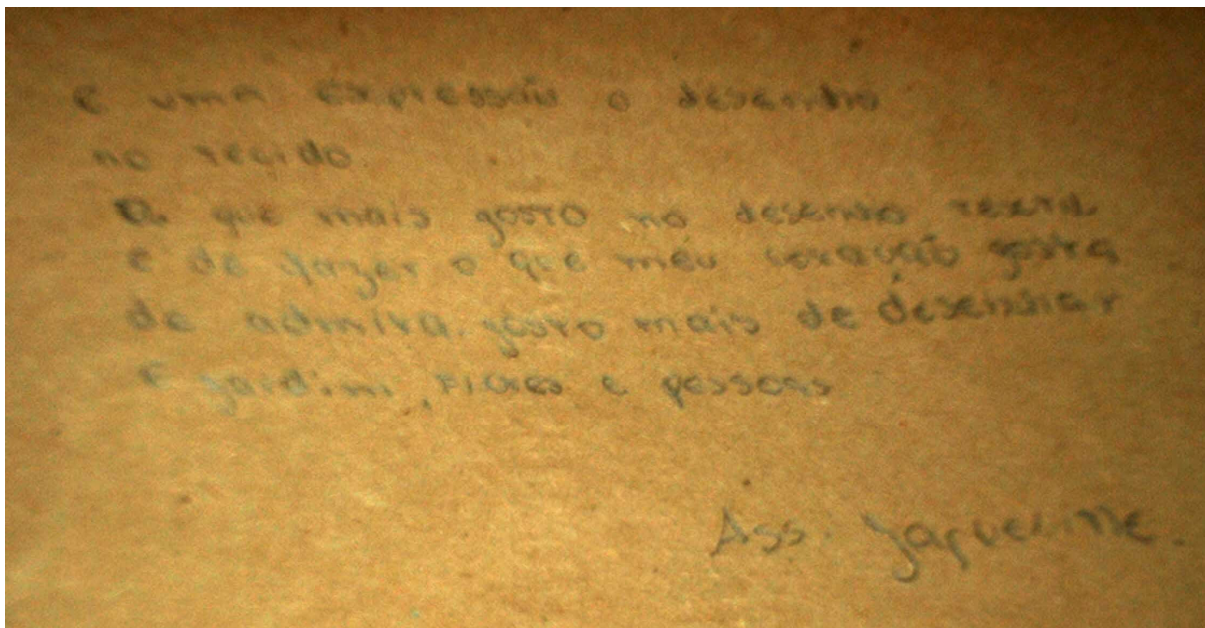 e uma expressão o desenho
no tecido
O que mais gosto no desenho textil
e de fazer o que meu coração gosta
de admira. gosto mais de desenhar
e jardim, Flores e pessoas
Ass. Jaqueline.